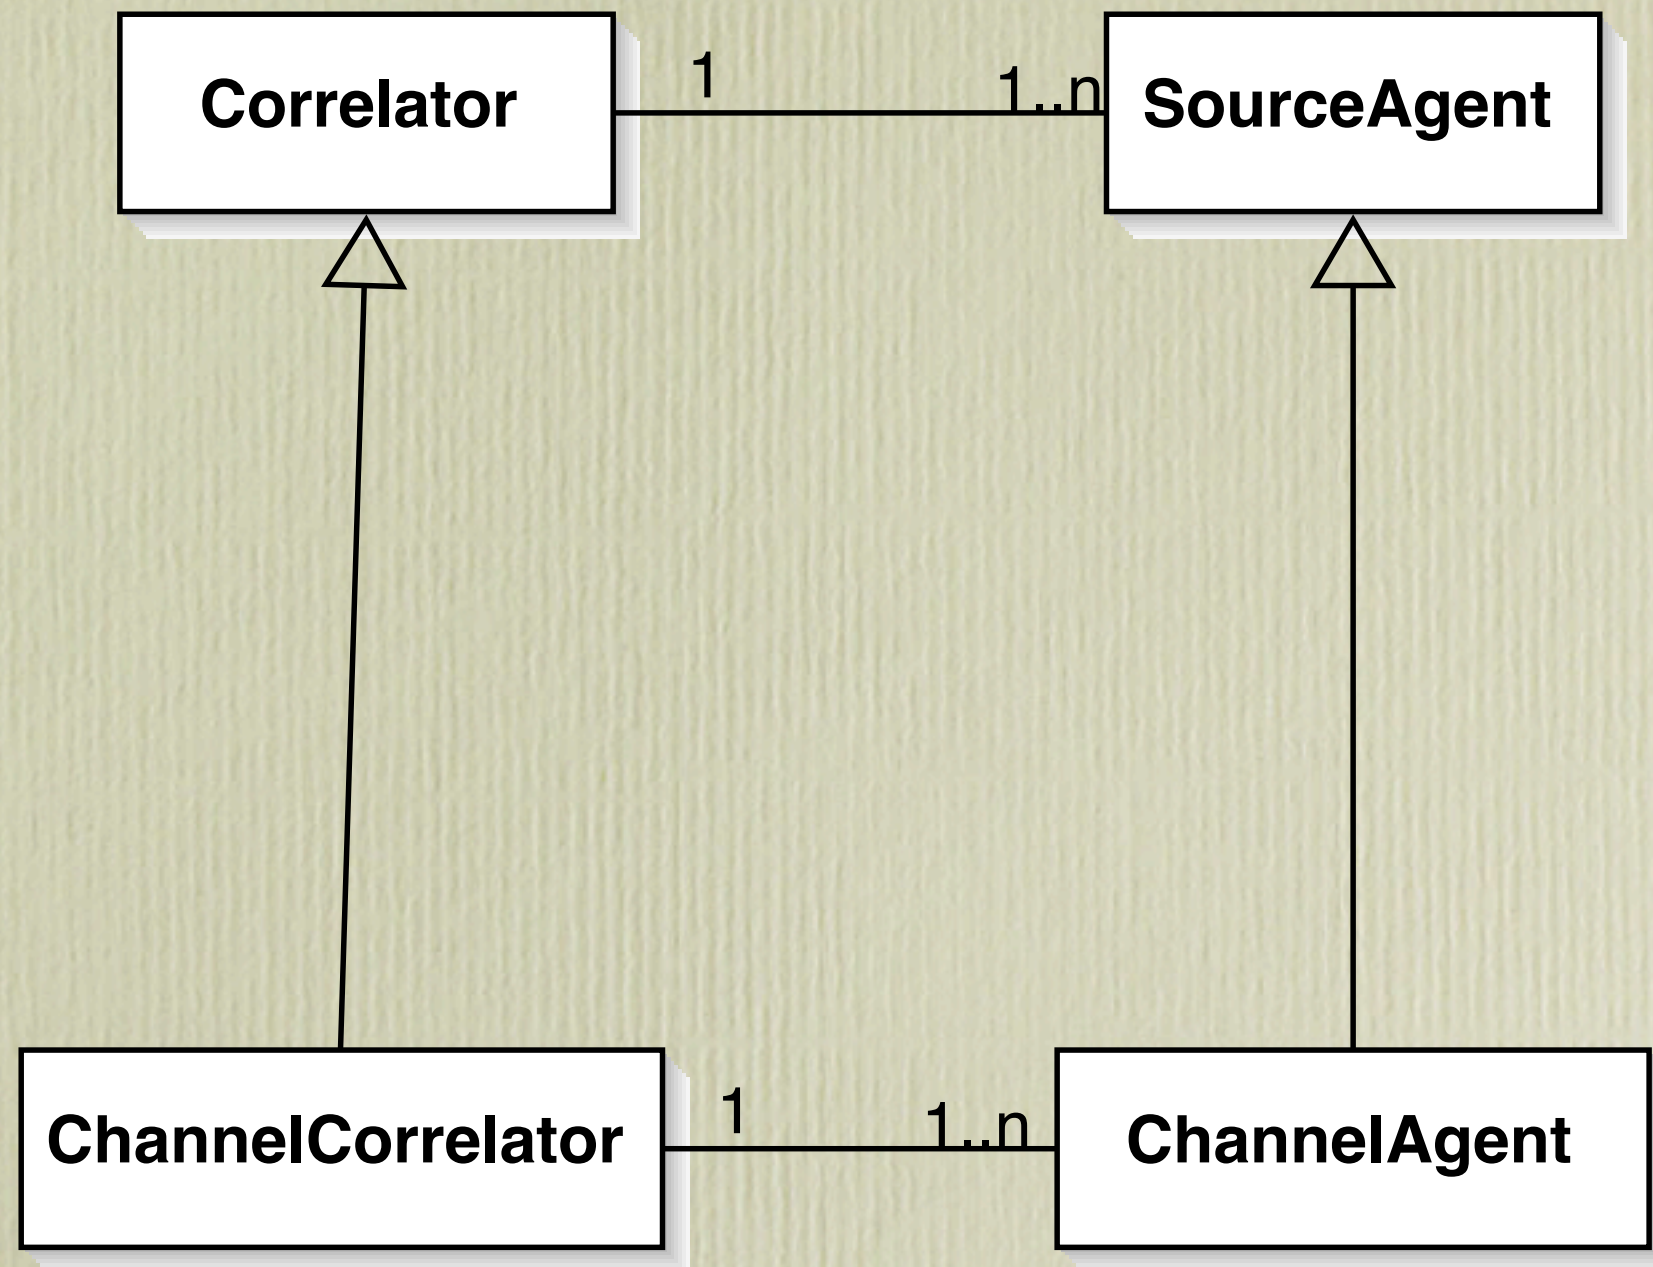 Correlator
1
1..n
SourceAgent
ChannelCorrelator
1
1..n
ChannelAgent